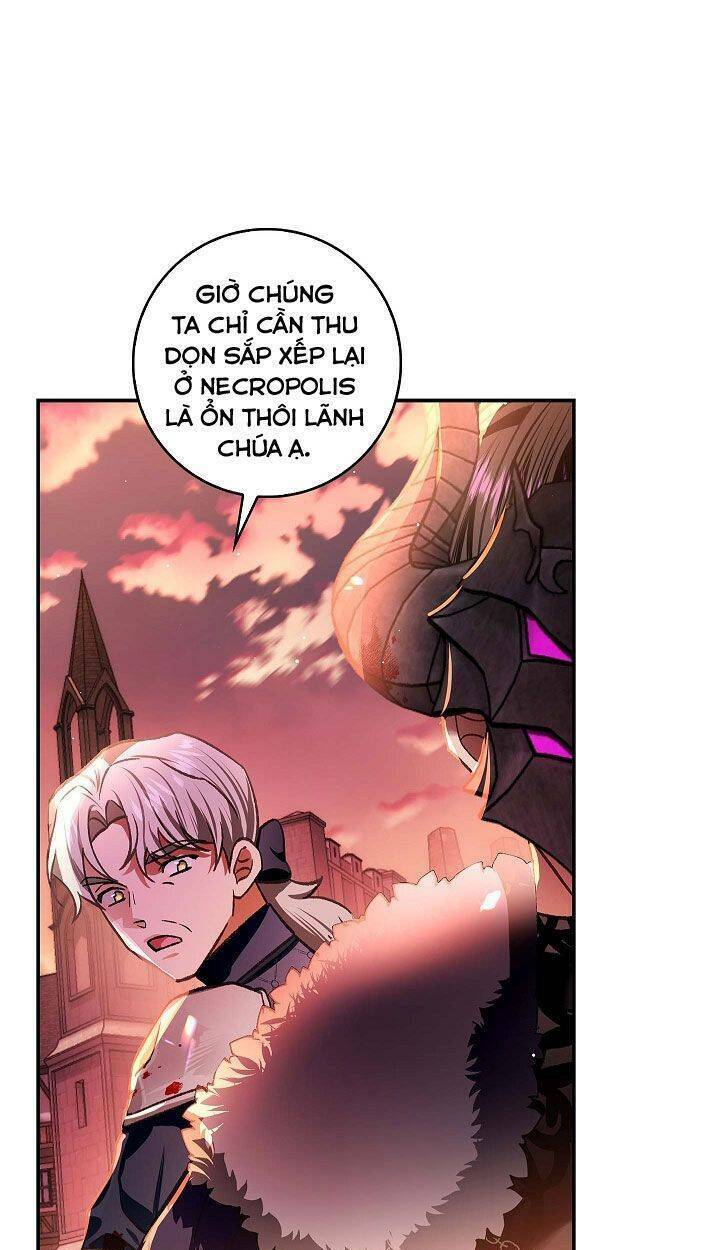 GIỜ CHÚNG
TA CHỈ CẦN THU
DỌN SẮP XẾP LẠI
Ở NECROPOLIS
LÀ ỔN THÔI LÃNH
CHÚA Ạ.